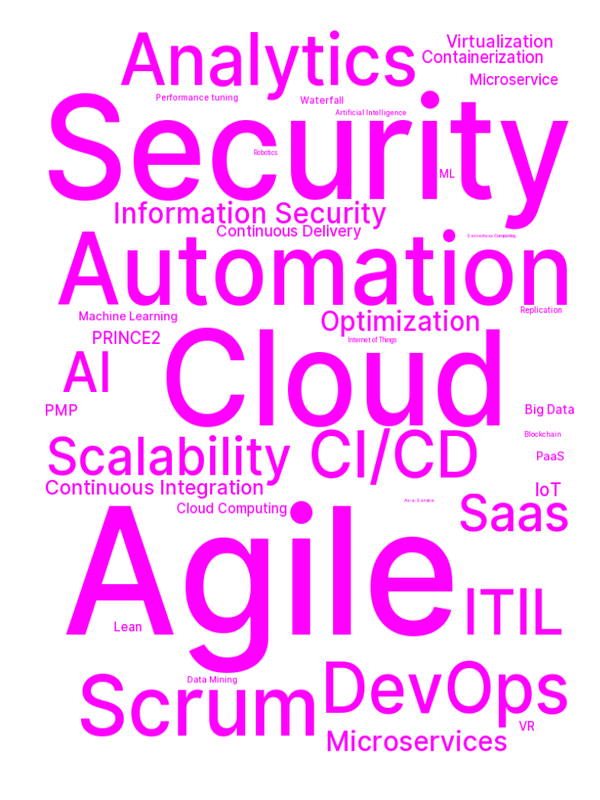 Analytics
Virtualization
Containerization
Microservice
Performance tuning
Waterfall
Artificial Intelligence
Security
Robotics
ML
Information Security
Continuous Delivery
Automation
Replication
Machine Learning
Optimization
PRINCE2
Internet of Things
AI
Cloud
PMP
Big Data
Scalability
CI/CD
Blockchain
PaaS
Continuous Integration
IoT
Cloud Computing
Saas
Agile
ITIL
Lean
Data Mining
Scrum
DevOps
VR
Microservices